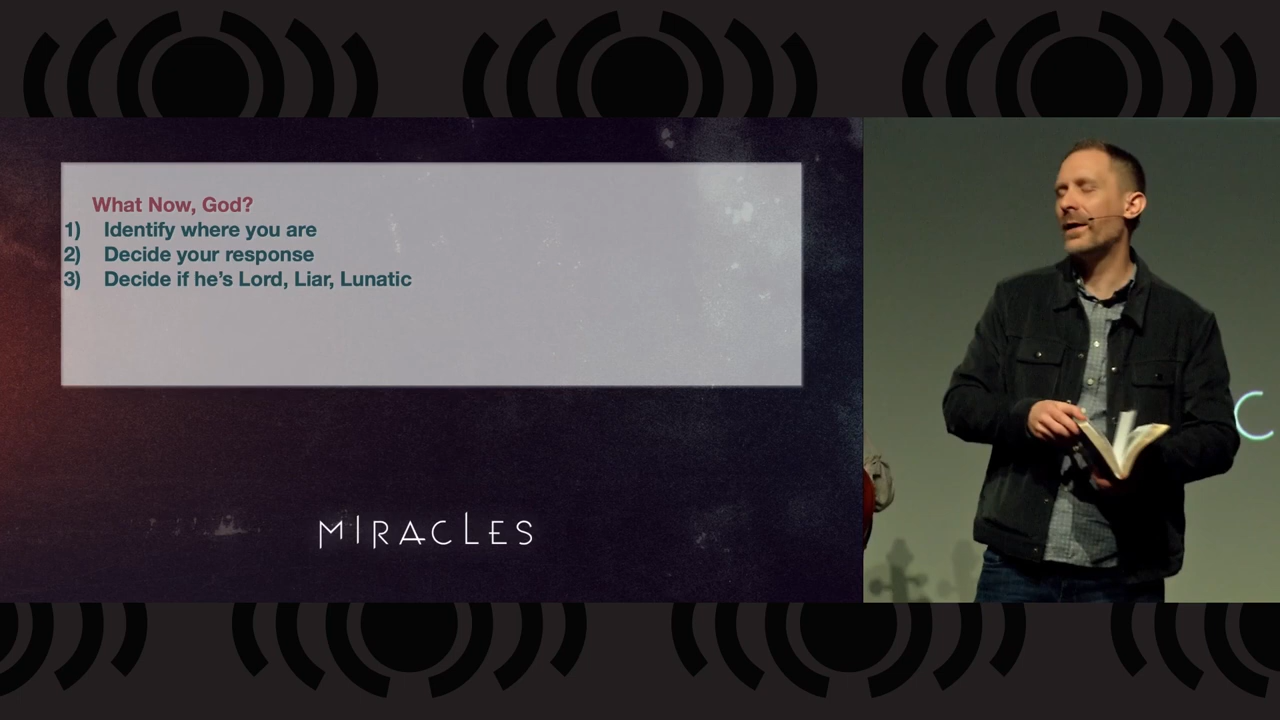 What Now, God?
1) Identify where you are
2) Decide your response
3) Decide if he’s Lord, Liar, Lunatic
MIRACLES
C